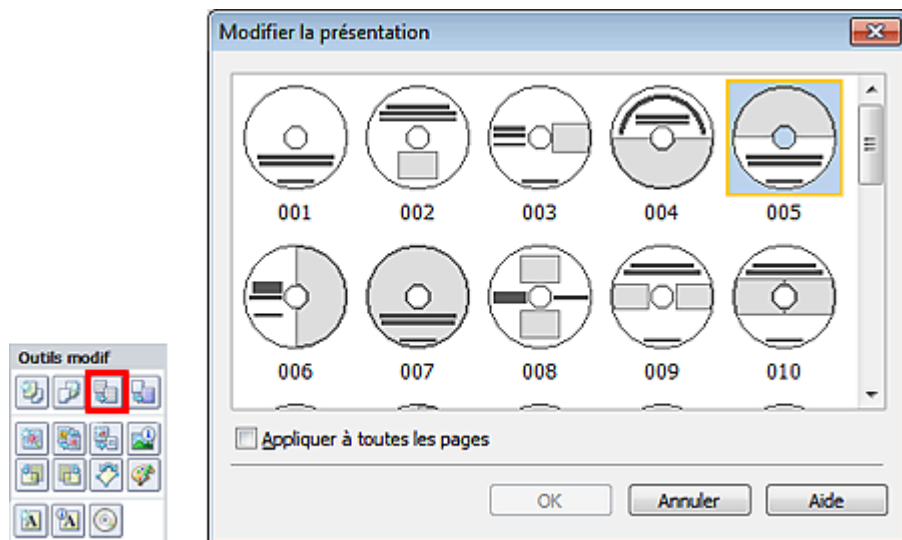 Modifier la présentation
001 002 003 004 005
006 007 008 009 010
Appliquer à toutes les pages
OK Annuler Aide
Outils modif
A A